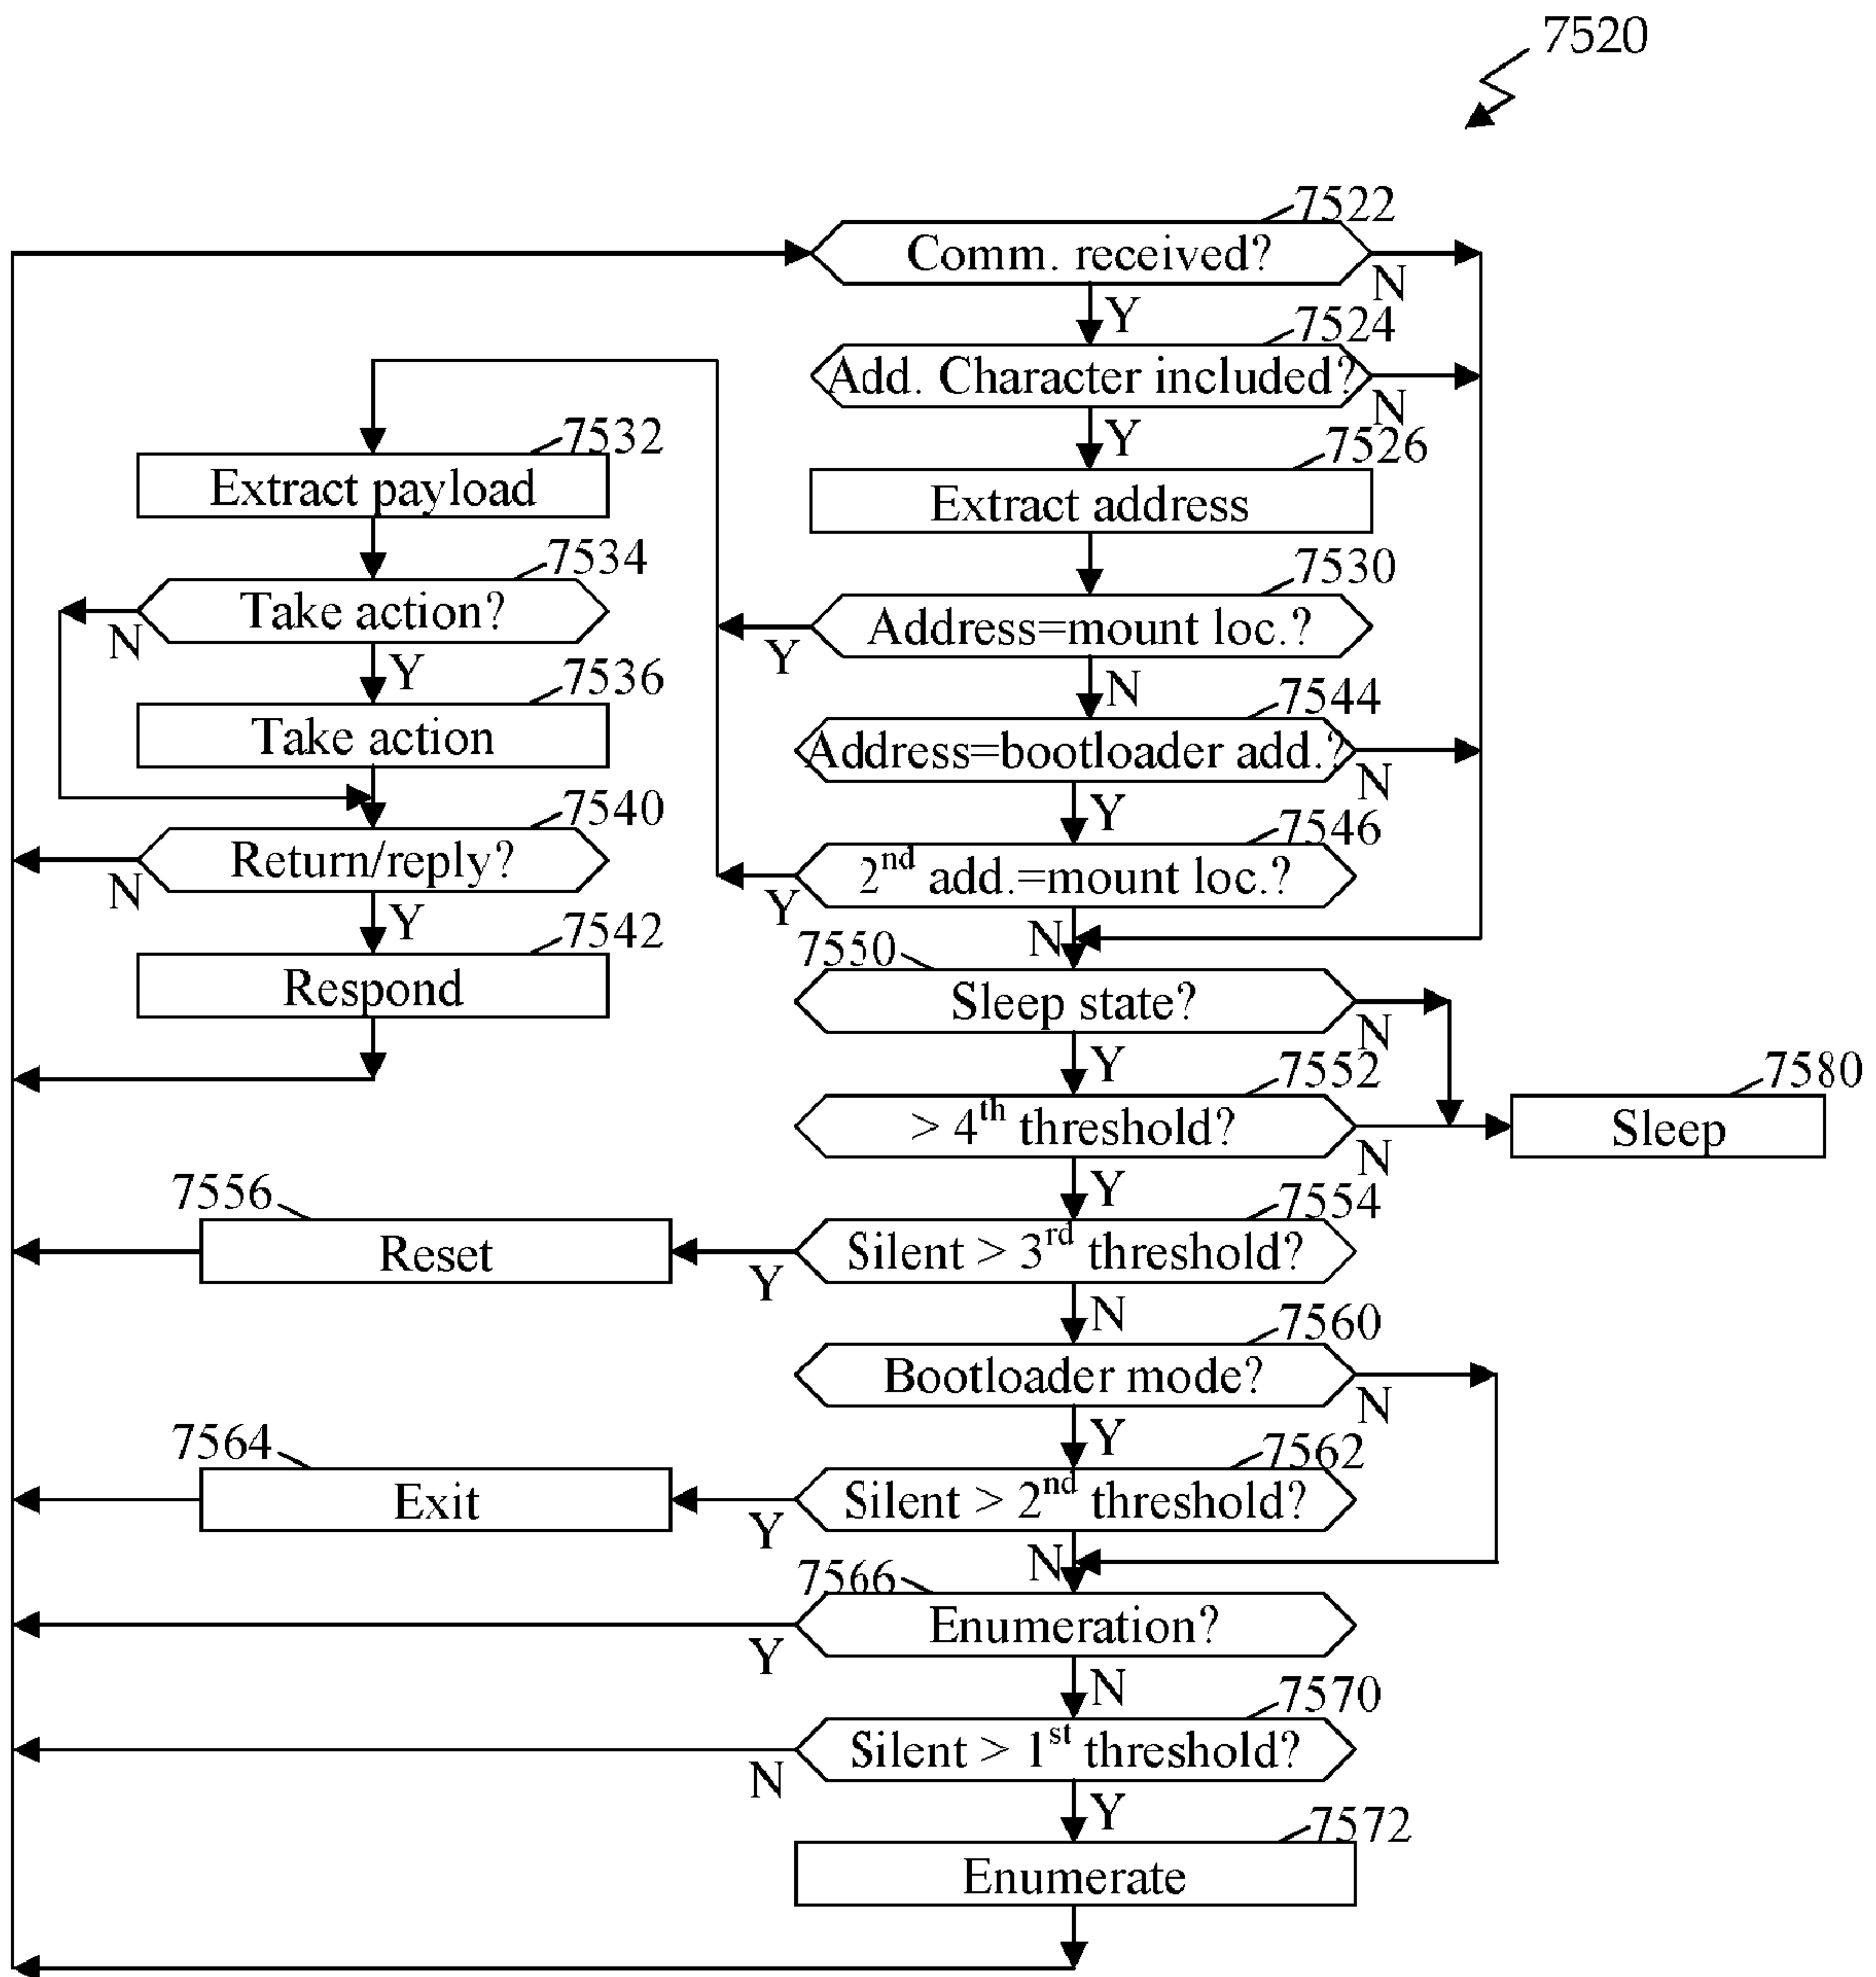 7520
7522
Comm. received?
N
Y
7524
Add. Character included?
N
Y
7526
Extract address
7530
Address=mount loc.?
Y
N
7544
Address=bootloader add.?
N
Y
7546
2nd add.=mount loc.?
Y
N
7532
Extract payload
7534
Take action?
N
Y
7536
Take action
7540
Return/reply?
N
Y
7542
Respond
7550
Sleep state?
N
Y
7552
> 4th threshold?
N
Y
7580
Sleep
7554
Silent > 3rd threshold?
Y
N
7556
Reset
7560
Bootloader mode?
N
Y
7562
Silent > 2nd threshold?
Y
N
7564
Exit
7566
Enumeration?
Y
N
7570
Silent > 1st threshold?
N
Y
7572
Enumerate